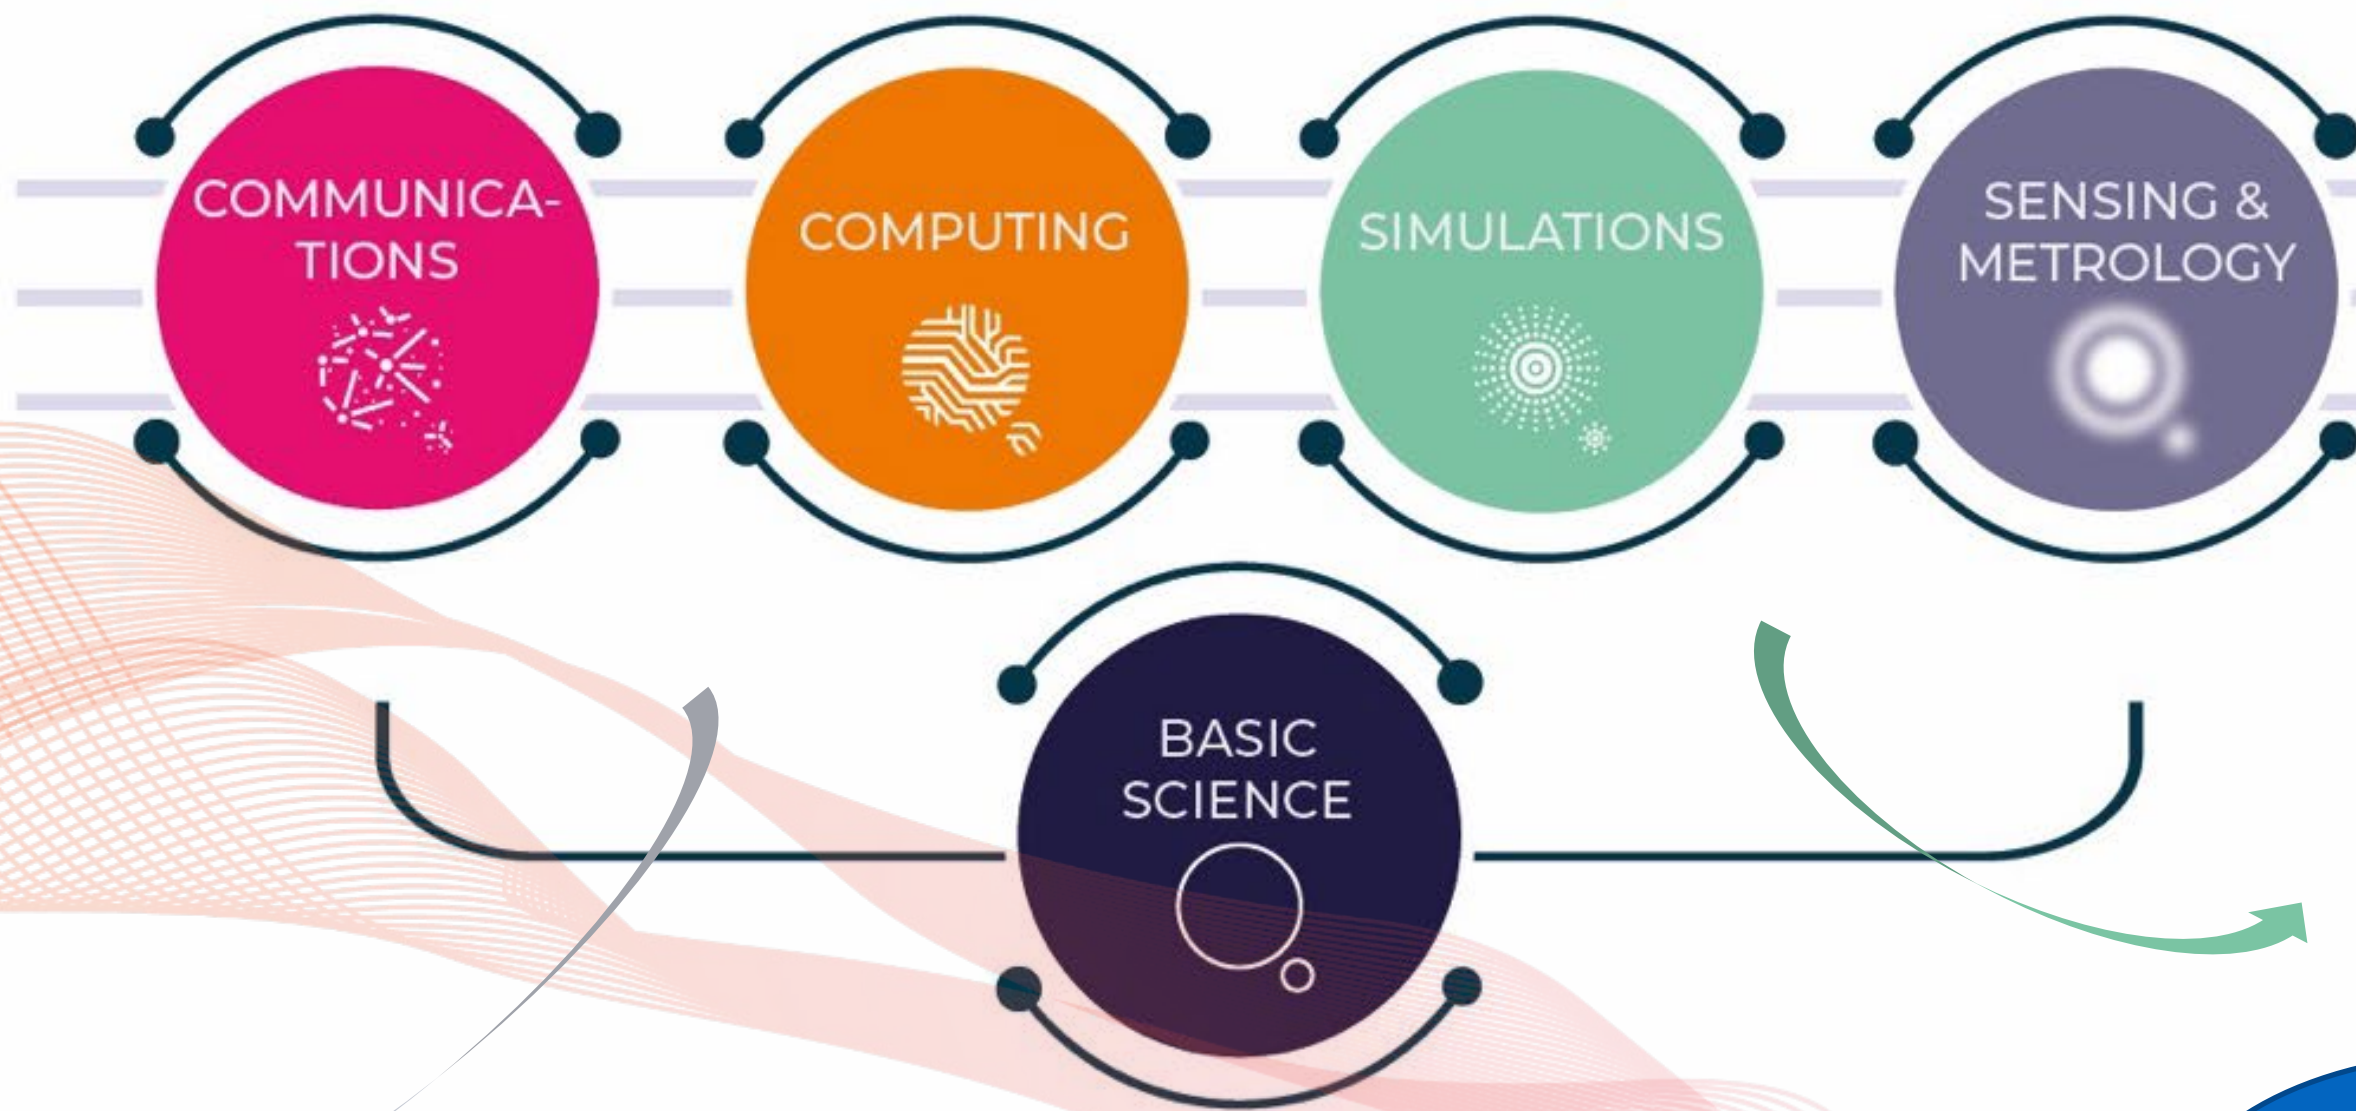 COMMUNICA-
TIONS
COMPUTING
SIMULATIONS
SENSING &
METROLOGY
BASIC
SCIENCE